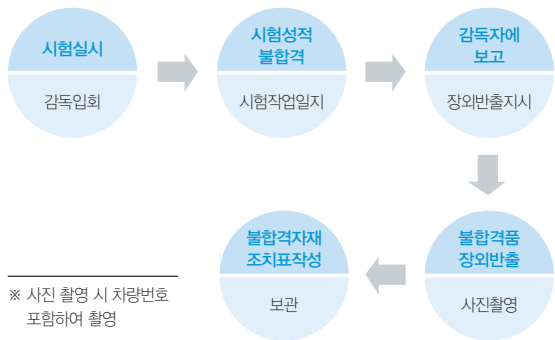 시험실시
감독입회
시험성적
불합격
시험작업일지
감독자에
보고
장외반출지시
불합격품
장외반출
사진촬영
불합격자재
조치표작성
보관
※ 사진 촬영 시 차량번호
포함하여 촬영